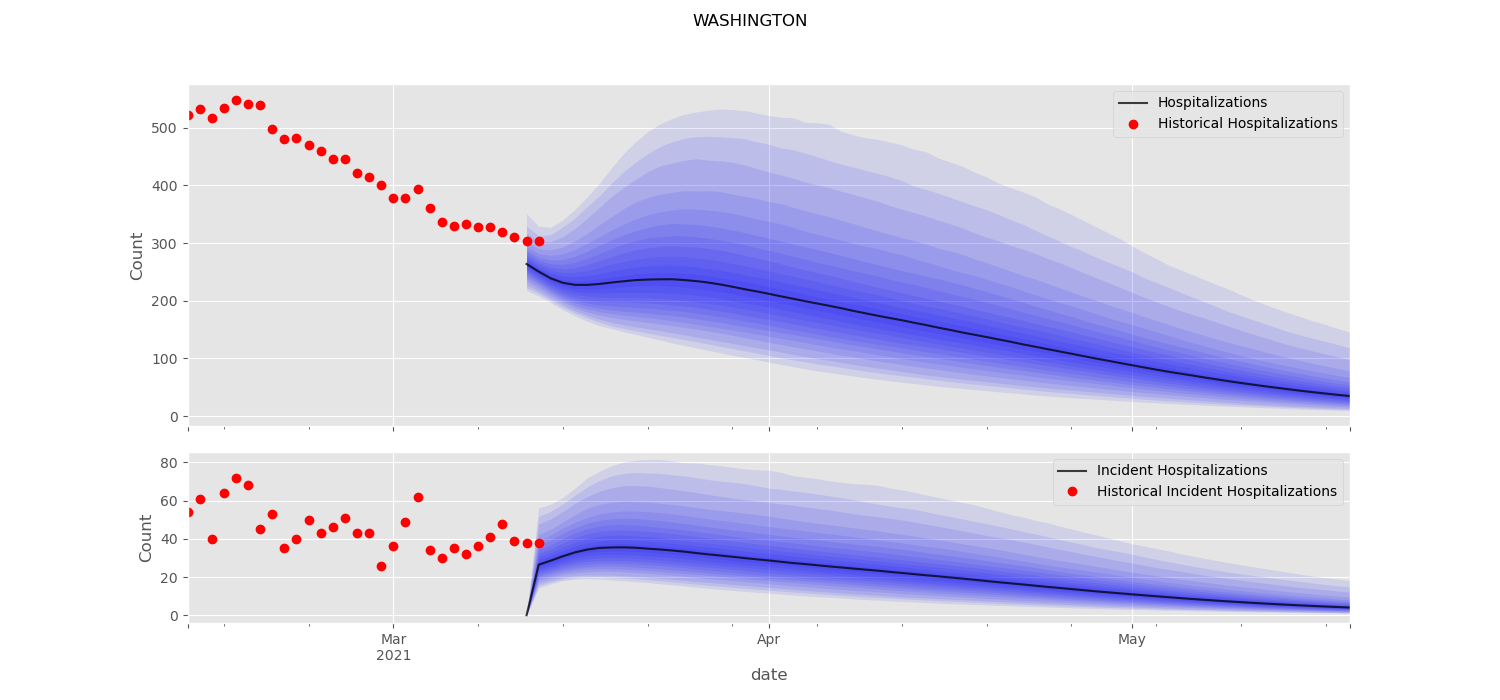 WASHINGTON
Hospitalizations
Historical Hospitalizations
500
400
300
200
100
0
Count
Incident Hospitalizations
Historical Incident Hospitalizations
80
60
40
20
0
Count
Mar
2021
Apr
May
date